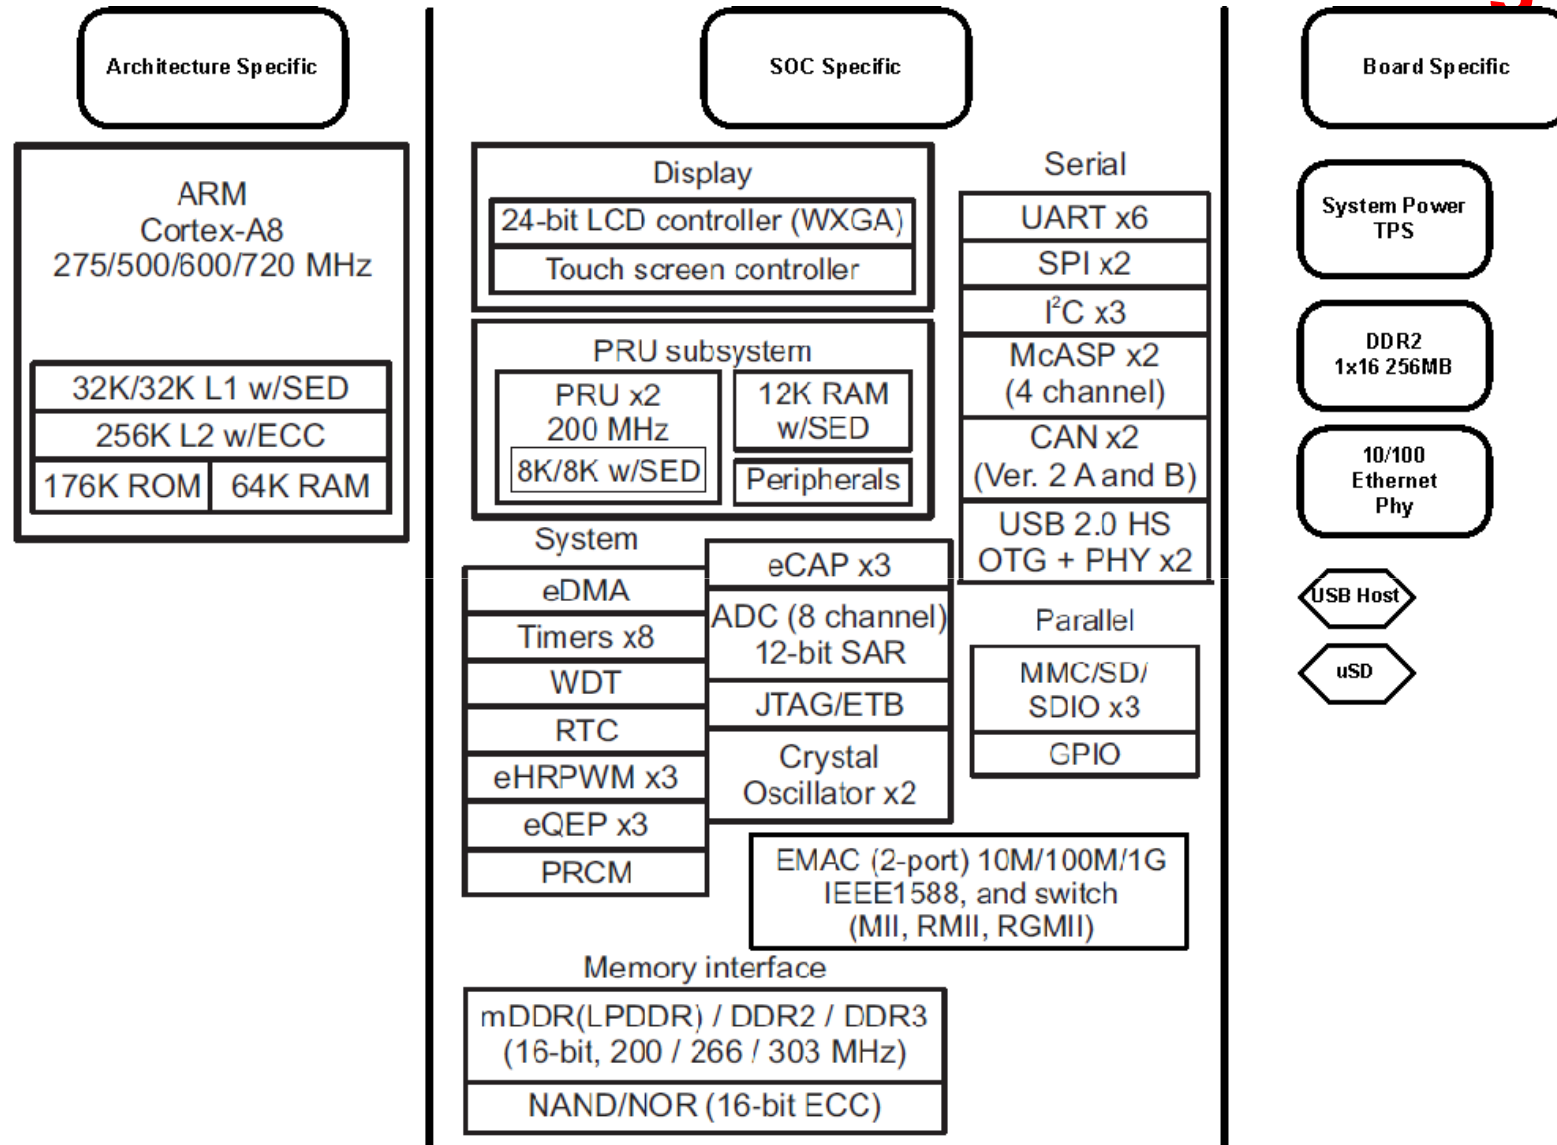 Architecture Specific
SOC Specific
Board Specific
ARM
Cortex-A8
275/500/600/720 MHz
32K/32K L1 w/SED
256K L2 w/ECC
176K ROM
64K RAM
Display
24-bit LCD controller (WXGA)
Touch screen controller
PRU subsystem
PRU x2
200 MHz
8K/8K w/SED
12K RAM
w/SED
Peripherals
System
eDMA
Timers x8
WDT
RTC
eHRPWM x3
eQEP x3
PRCM
eCAP x3
ADC (8 channel)
12-bit SAR
JTAG/ETB
Crystal
Oscillator x2
Serial
UART x6
SPI x2
I²C x3
McASP x2
(4 channel)
CAN x2
(Ver. 2 A and B)
USB 2.0 HS
OTG + PHY x2
Parallel
MMC/SD/
SDIO x3
GPIO
EMAC (2-port) 10M/100M/1G
IEEE1588, and switch
(MII, RMII, RGMII)
Memory interface
mDDR(LPDDR) / DDR2 / DDR3
(16-bit, 200 / 266 / 303 MHz)
NAND/NOR (16-bit ECC)
System Power
TPS
DDR2
1x16 256MB
10/100
Ethernet
Phy
USB Host
uSD